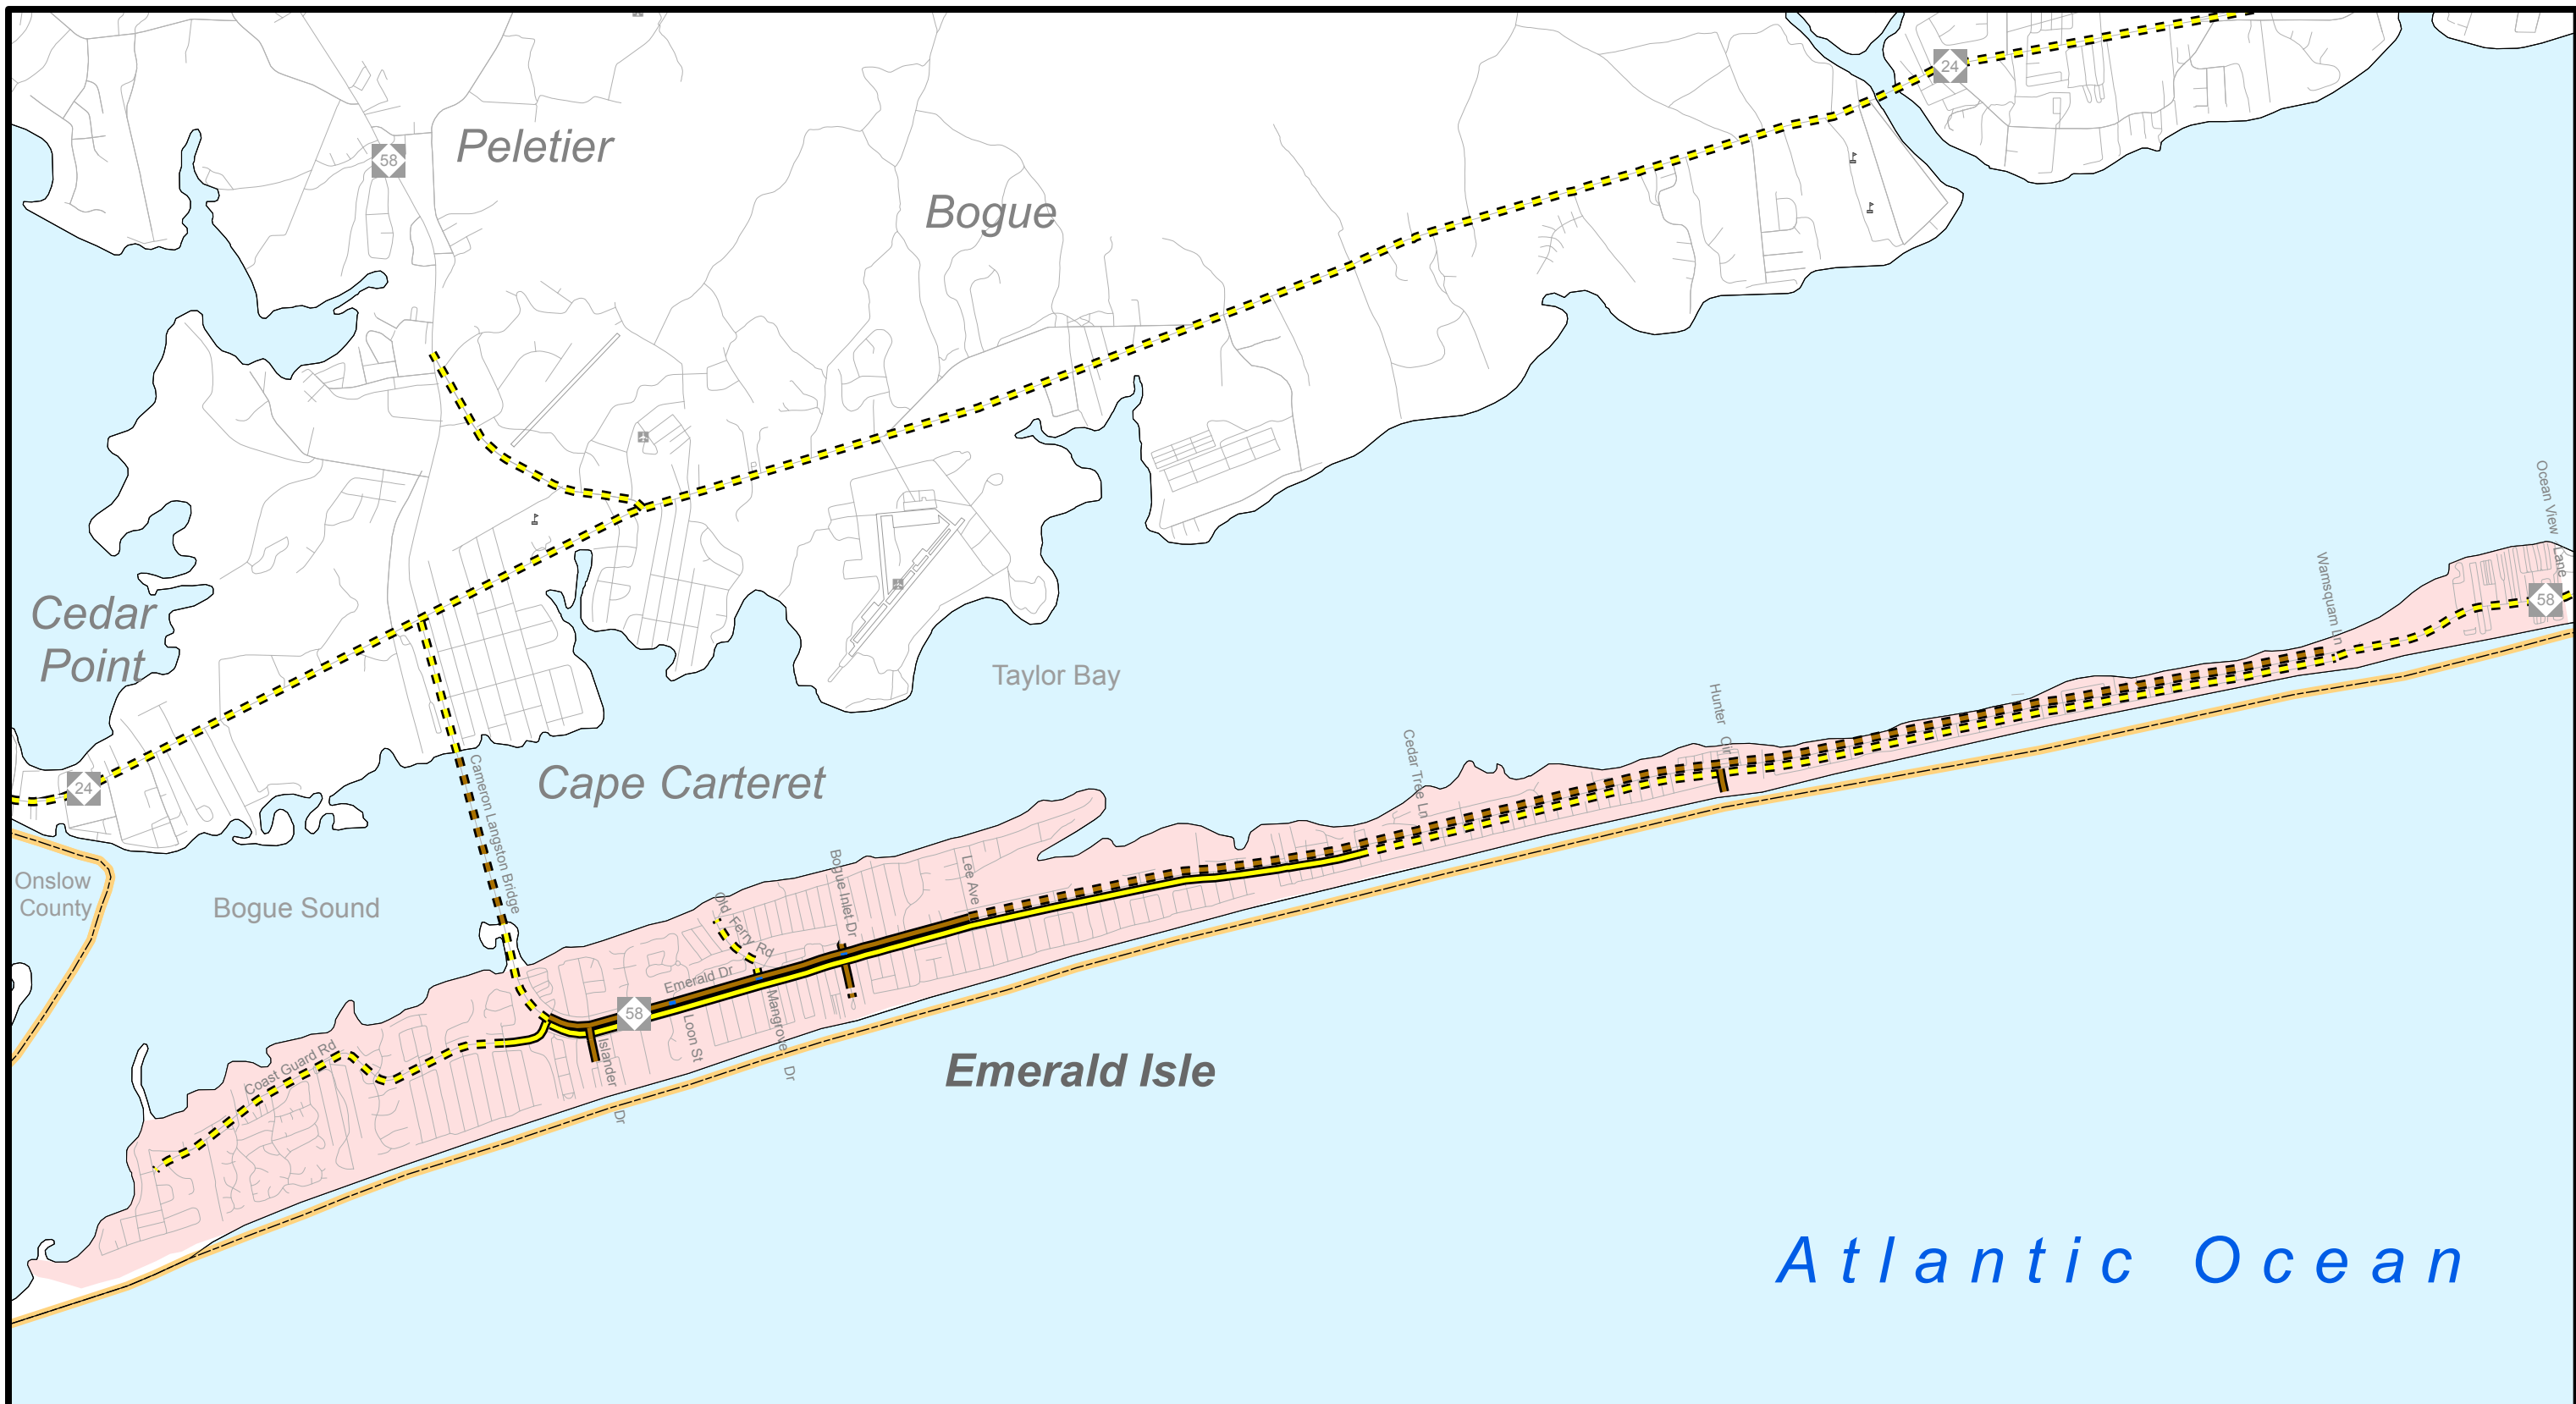 24
Peletier
58
Bogue
Ocean View Lane
Wamsquam Ln
58
Cedar
Point
Taylor Bay
Hunter Cir
Cedar Tree Ln
24
Cameron Langston Bridge
Cape Carteret
Onslow
County
Bogue Sound
Bogue Inlet Dr
Lee Ave
Old Ferry Rd
Emerald Dr
58
Loon St
Mangrove Dr
Islander Dr
Coast Guard Rd
Emerald Isle
Atlantic Ocean